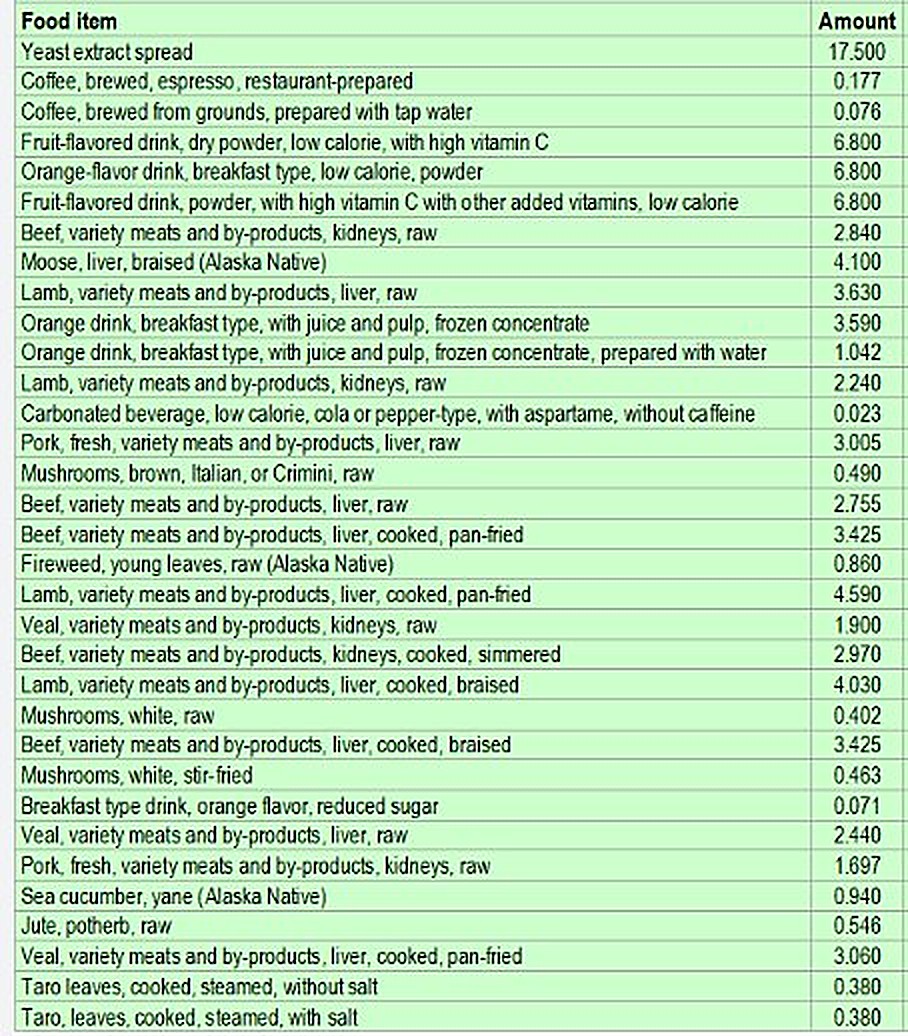 Food item Amount
Yeast extract spread 17.500
Coffee, brewed, espresso, restaurant-prepared 0.177
Coffee, brewed from grounds, prepared with tap water 0.076
Fruit-flavored drink, dry powder, low calorie, with high vitamin C 6.800
Orange-flavor drink, breakfast type, low calorie, powder 6.800
Fruit-flavored drink, powder, with high vitamin C with other added vitamins, low calorie 6.800
Beef, variety meats and by-products, kidneys, raw 2.840
Moose, liver, braised (Alaska Native) 4.100
Lamb, variety meats and by-products, liver, raw 3.630
Orange drink, breakfast type, with juice and pulp, frozen concentrate 3.590
Orange drink, breakfast type, with juice and pulp, frozen concentrate, prepared with water 1.042
Lamb, variety meats and by-products, kidneys, raw 2.240
Carbonated beverage, low calorie, cola or pepper-type, with aspartame, without caffeine 0.023
Pork, fresh, variety meats and by-products, liver, raw 3.005
Mushrooms, brown, Italian, or Crimini, raw 0.490
Beef, variety meats and by-products, liver, raw 2.755
Beef, variety meats and by-products, liver, cooked, pan-fried 3.425
Fireweed, young leaves, raw (Alaska Native) 0.860
Lamb, variety meats and by-products, liver, cooked, pan-fried 4.590
Veal, variety meats and by-products, kidneys, raw 1.900
Beef, variety meats and by-products, kidneys, cooked, simmered 2.970
Lamb, variety meats and by-products, liver, cooked, braised 4.030
Mushrooms, white, raw 0.402
Beef, variety meats and by-products, liver, cooked, braised 3.425
Mushrooms, white, stir-fried 0.463
Breakfast type drink, orange flavor, reduced sugar 0.071
Veal, variety meats and by-products, liver, raw 2.440
Pork, fresh, variety meats and by-products, kidneys, raw 1.697
Sea cucumber, yane (Alaska Native) 0.940
Jute, potherb, raw 0.546
Veal, variety meats and by-products, liver, cooked, pan-fried 3.060
Taro leaves, cooked, steamed, without salt 0.380
Taro, leaves, cooked, steamed, with salt 0.380